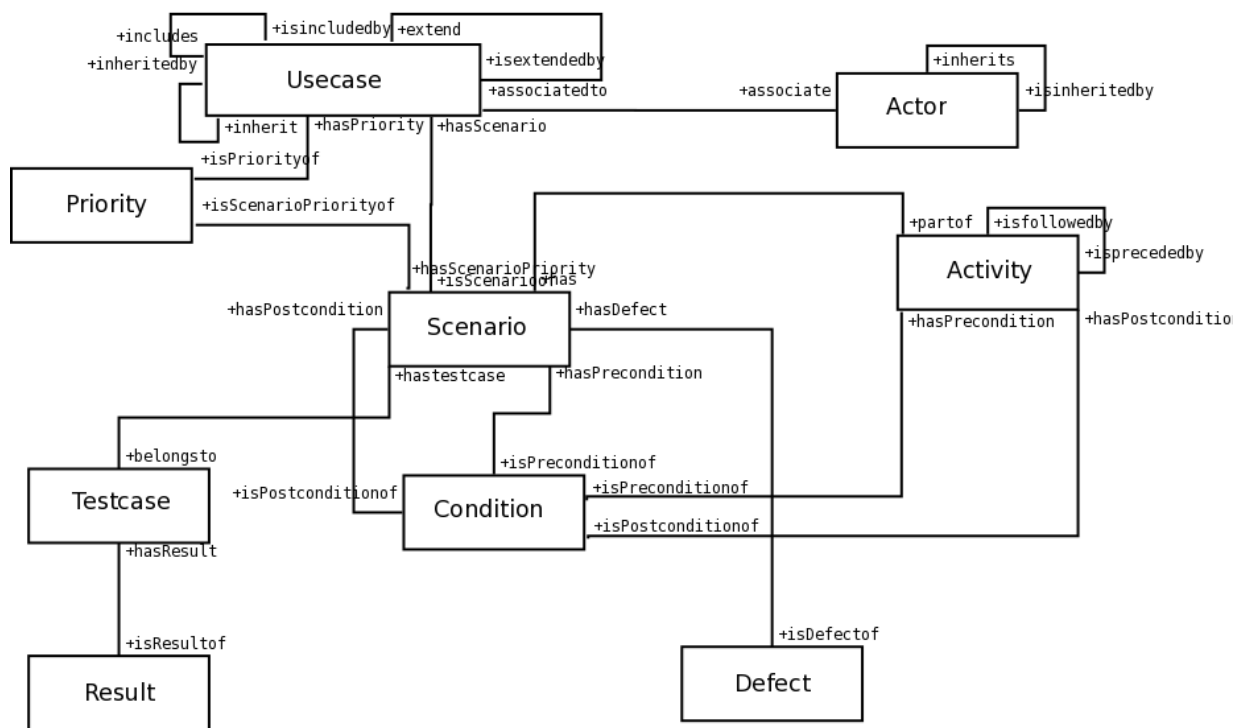 +includes
+isincludedby
+extend
+inheritedby
Usecase
+isextendedby
+associatedto
+associate
+inherits
Actor
+isinheritedby
+inherit
+hasPriority
+hasScenario
+isPriorityof
Priority
+isScenarioPriorityof
+partof
+isfollowedby
Activity
+isprecededby
+hasScenarioPriority
+isScenarioof
+has
+hasPostcondition
Scenario
+hasDefect
+hasPrecondition
+hasPostcondition
+hastestcase
+hasPrecondition
+belongsto
+isPreconditionof
Testcase
+isPostconditionof
Condition
+isPreconditionof
+isPostconditionof
+hasResult
+isResultof
Result
+isDefectof
Defect